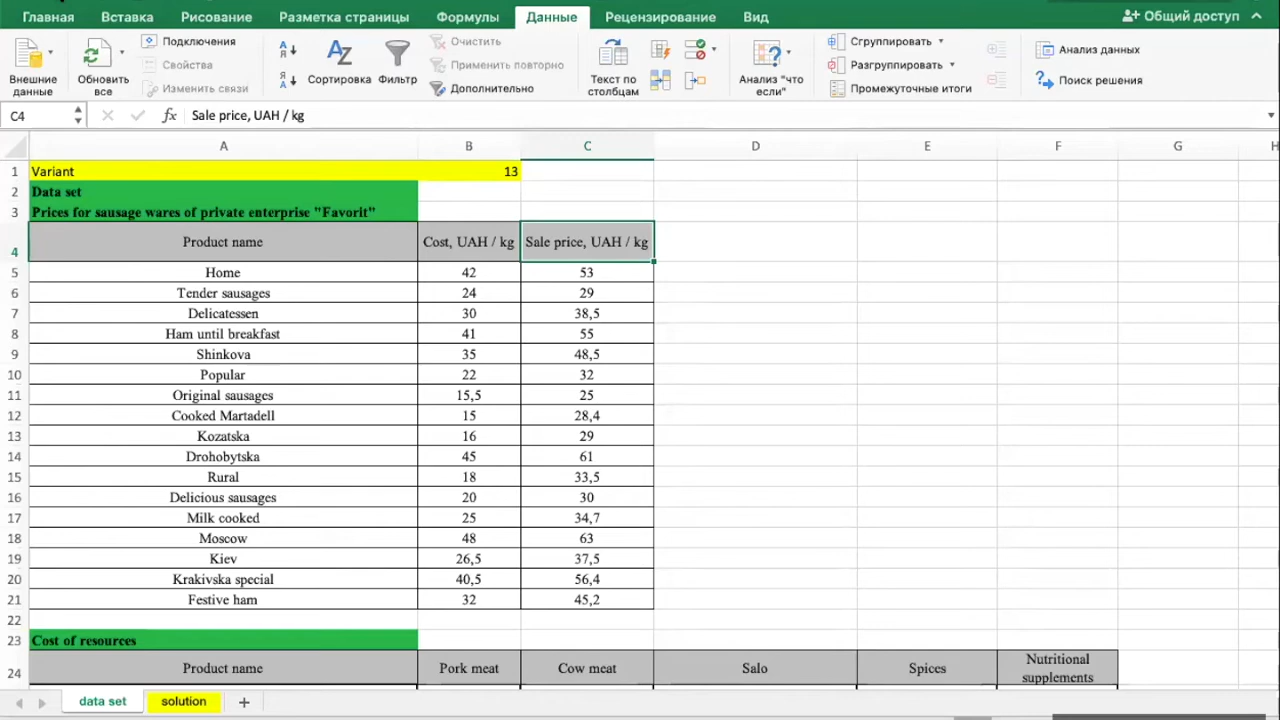 Главная Вставка Рисование Разметка страницы Формулы Данные Рецензирование Вид Общий доступ
Внешние данные
Обновить все
Подключения
Свойства
Изменить связи
Сортировка
Фильтр
Очистить
Применить повторно
Дополнительно
Текст по столбцам
Анализ "что если"
Сгруппировать
Разгруппировать
Промежуточные итоги
Анализ данных
Поиск решения
C4 fx Sale price, UAH / kg
A B C D E F G H
1 Variant 13
2 Data set
3 Prices for sausage wares of private enterprise "Favorit"
4 Product name Cost, UAH / kg Sale price, UAH / kg
5 Home 42 53
6 Tender sausages 24 29
7 Delicatessen 30 38,5
8 Ham until breakfast 41 55
9 Shinkova 35 48,5
10 Popular 22 32
11 Original sausages 15,5 25
12 Cooked Martadell 15 28,4
13 Kozatska 16 29
14 Drohobytska 45 61
15 Rural 18 33,5
16 Delicious sausages 20 30
17 Milk cooked 25 34,7
18 Moscow 48 63
19 Kiev 26,5 37,5
20 Krakivska special 40,5 56,4
21 Festive ham 32 45,2
22
23 Cost of resources
24 Product name Pork meat Cow meat Salo Spices Nutritional supplements
data set solution +